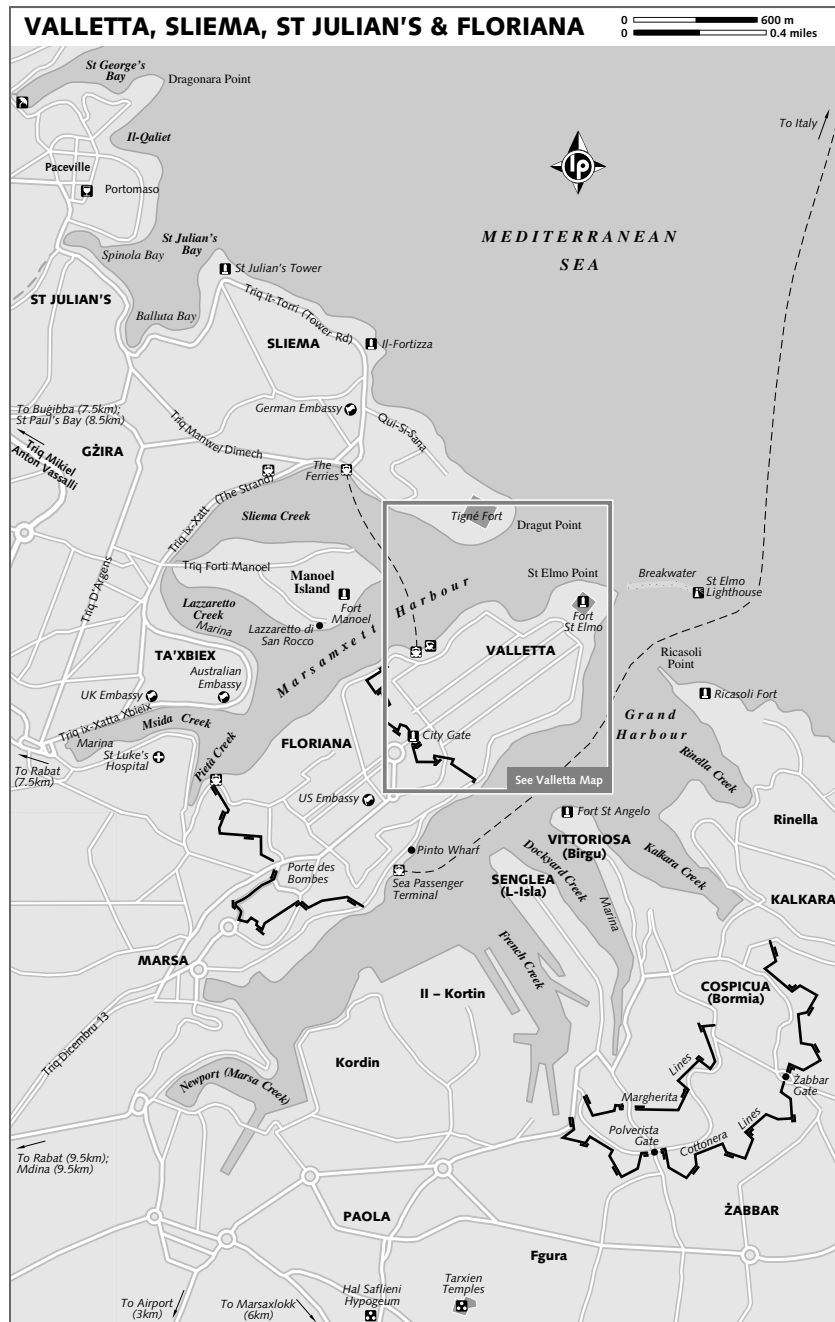 VALLETTA, SLIEMA, ST JULIAN'S & FLORIANA
0 600 m
0 0.4 miles
St George's
Bay
Dragonara Point
To Italy
Il-Qaliet
Paceville
Portomaso
lp
MEDITERRANEAN
SEA
St Julian's
Bay
Spinola Bay
St Julian's Tower
ST JULIAN'S
Balluta Bay
Triq it-Torri (Tower Rd)
SLIEMA
Il-Fortizza
To Buġibba (7.5km);
St Paul's Bay (8.5km)
German Embassy
Qui-Si-Sana
Triq Manwel Dimech
Triq Mikiel
Anton Vassalli
GŻIRA
The
Ferries
Triq ix-Xatt (The Strand)
Sliema Creek
Tigné Fort
Dragut Point
Triq Forti Manoel
Manoel
Island
St Elmo Point
Breakwater
St Elmo
Lighthouse
Triq D'Argens
Fort
Manoel
Fort
St Elmo
Lazzaretto
Creek
Marina
Lazzaretto di
San Rocco
Marsamxett Harbour
VALLETTA
TA'XBIEX
Ricasoli
Point
Australian
Embassy
UK Embassy
Ricasoli Fort
Triq ix-Xatta Xbieix
Msida Creek
Grand
Harbour
City Gate
FLORIANA
Marina
St Luke's
Hospital
Pietà Creek
Rinella Creek
To Rabat
(7.5km)
See Valletta Map
US Embassy
Fort St Angelo
Rinella
VITTORIOSA
(Birgu)
Pinto Wharf
Dockyard Creek
Kalkara Creek
Porte des
Bombes
Sea Passenger
Terminal
SENGLEA
(L-Isla)
Marina
KALKARA
French Creek
MARSA
COSPICUA
(Bormia)
Il – Kortin
Triq Dicembru 13
Kordin
Newport (Marsa Creek)
Margherita Lines
Żabbar
Gate
Polverista
Gate
Cottonera Lines
To Rabat (9.5km);
Mdina (9.5km)
PAOLA
ŻABBAR
Fgura
To Airport
(3km)
To Marsaxlokk
(6km)
Hal Saflieni
Hypogeum
Tarxien
Temples